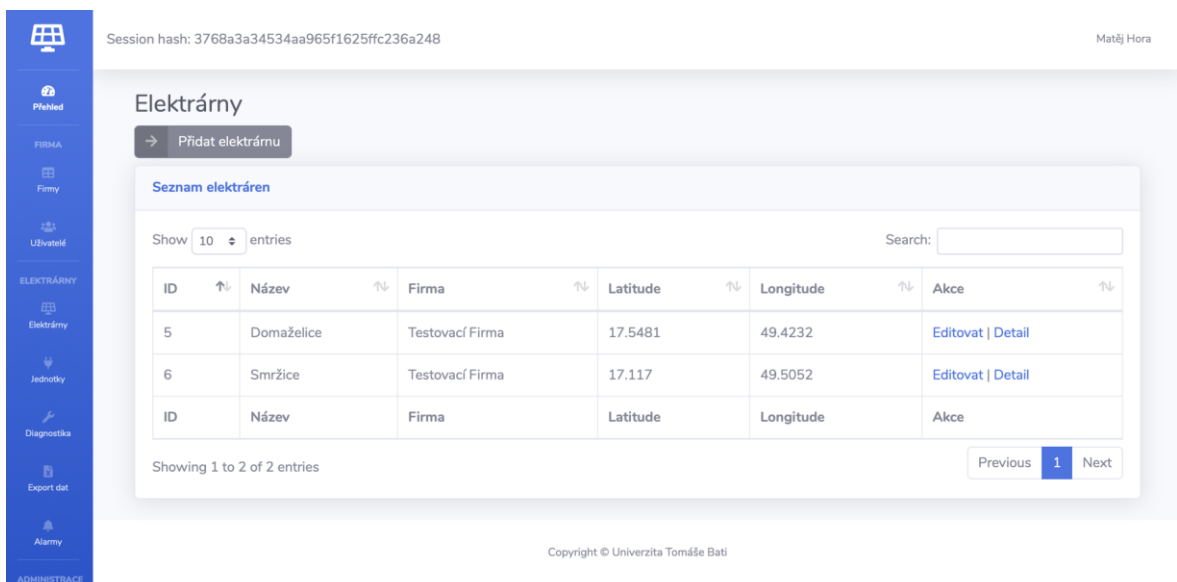 Session hash: 3768a3a34534aa965f1625ffc236a248
Matěj Hora
Přehled
FIRMA
Firmy
Uživatelé
ELEKTRÁRNY
Elektrárny
Jednotky
Diagnostika
Export dat
Alarmy
ADMINISTRACE
Elektrárny
Přidat elektrárnu
Seznam elektráren
Show 10 entries
Search:
ID Název Firma Latitude Longitude Akce
5 Domaželice Testovací Firma 17.5481 49.4232 Editovat | Detail
6 Smržice Testovací Firma 17.117 49.5052 Editovat | Detail
ID Název Firma Latitude Longitude Akce
Showing 1 to 2 of 2 entries
Previous 1 Next
Copyright © Univerzita Tomáše Bati